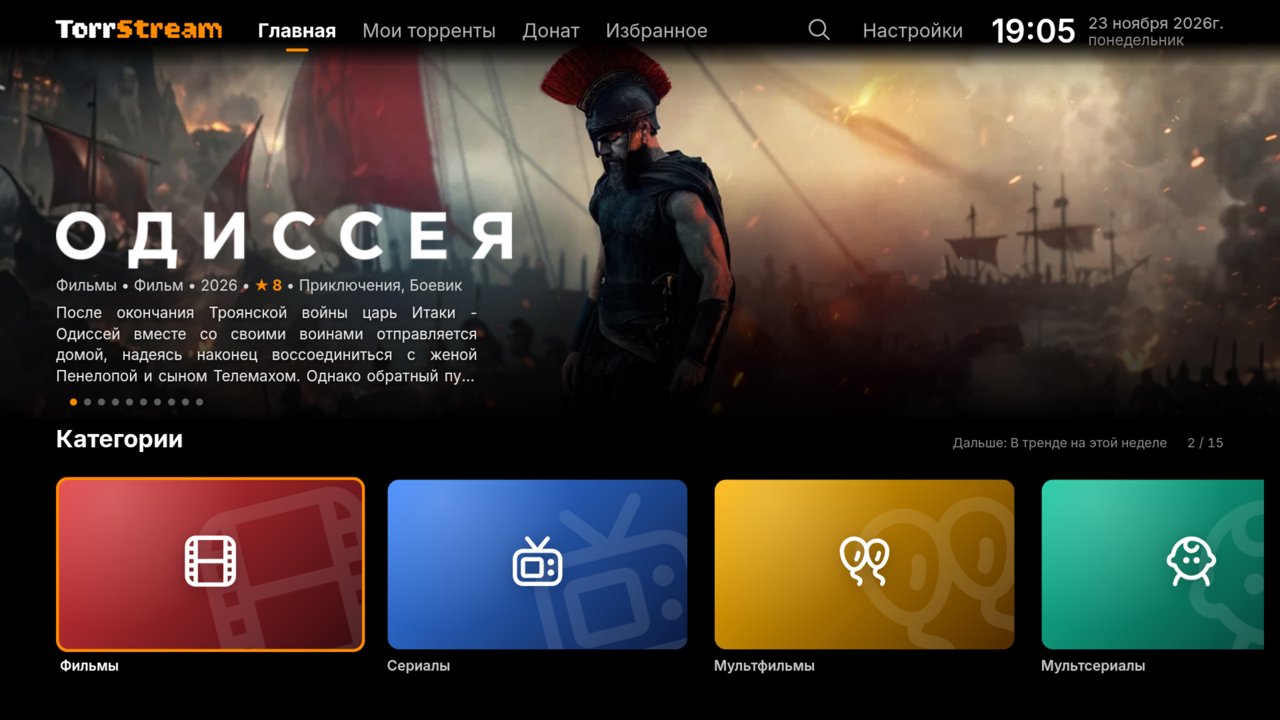 TorrStream
Главная
Мои торренты
Донат
Избранное
Настройки
19:05
23 ноября 2026г.
понедельник
ОДИССЕЯ
Фильмы • Фильм • 2026 • ★ 8 • Приключения, Боевик
После окончания Троянской войны царь Итаки -
Одиссей вместе со своими воинами отправляется
домой, надеясь наконец воссоединиться с женой
Пенелопой и сыном Телемахом. Однако обратный пу...
Категории
Дальше: В тренде на этой неделе 2 / 15
Фильмы
Сериалы
Мультфильмы
Мультсериалы